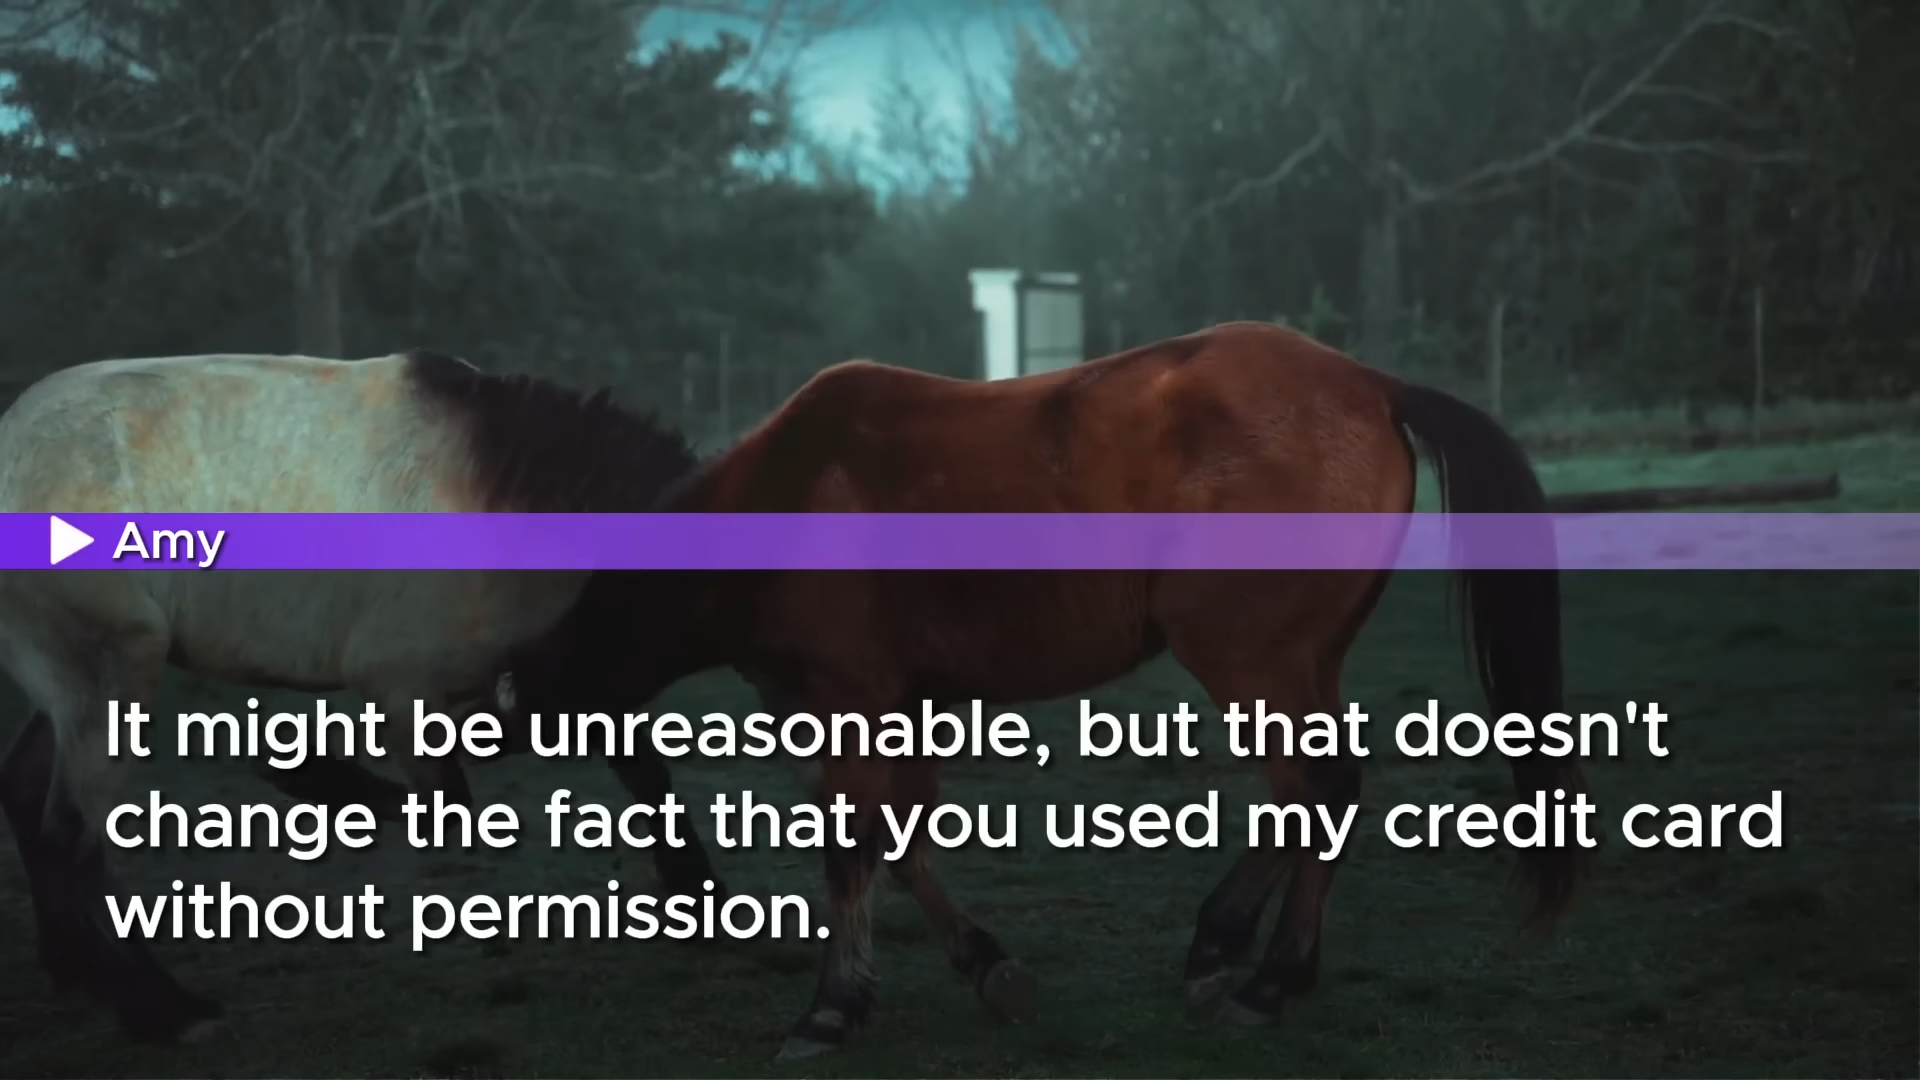 Amy
It might be unreasonable, but that doesn't
change the fact that you used my credit card
without permission.